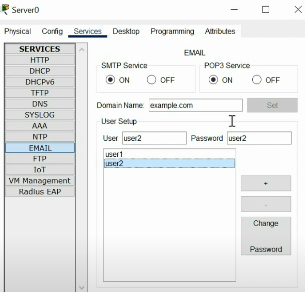 Server0
Physical Config Services Desktop Programming Attributes
SERVICES
HTTP
DHCP
DHCPv6
TFTP
DNS
SYSLOG
AAA
NTP
EMAIL
FTP
IoT
VM Management
Radius EAP
EMAIL
SMTP Service
ON OFF
POP3 Service
ON OFF
Domain Name: example.com Set
User Setup
User user2 Password user2
user1
user2
+
-
Change
Password